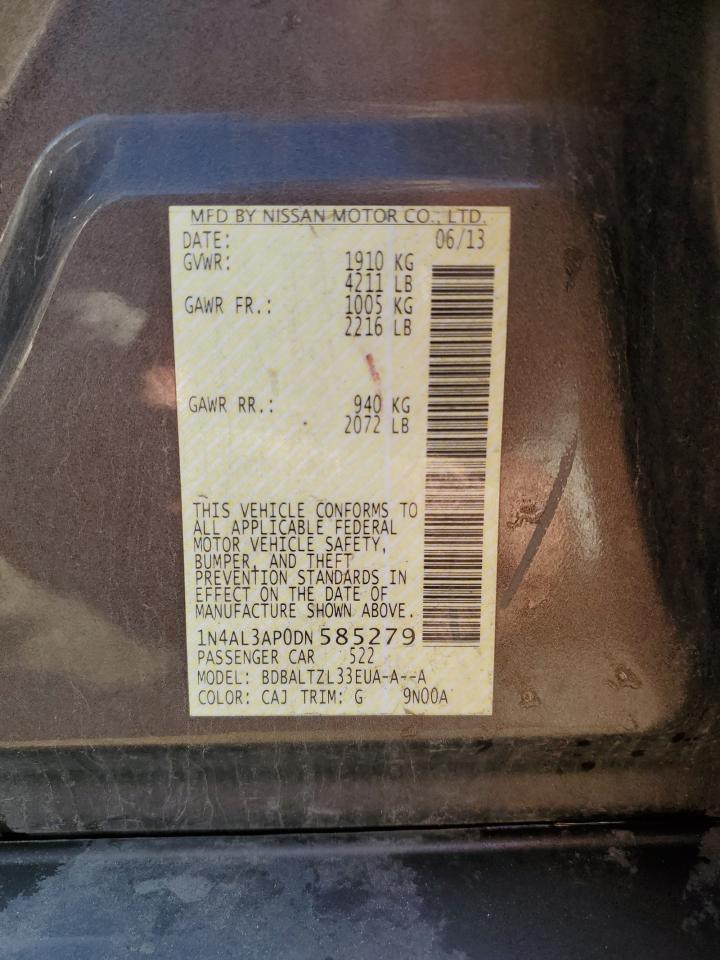 MFD BY NISSAN MOTOR CO., LTD.
DATE: 06/13
GVWR: 1910 KG
4211 LB
GAWR FR.: 1005 KG
2216 LB
GAWR RR.: 940 KG
2072 LB
THIS VEHICLE CONFORMS TO
ALL APPLICABLE FEDERAL
MOTOR VEHICLE SAFETY,
BUMPER, AND THEFT
PREVENTION STANDARDS IN
EFFECT ON THE DATE OF
MANUFACTURE SHOWN ABOVE.
1N4AL3AP0DN585279
PASSENGER CAR 522
MODEL: BDBALTZL33EUA-A--A
COLOR: CAJ TRIM: G 9N00A